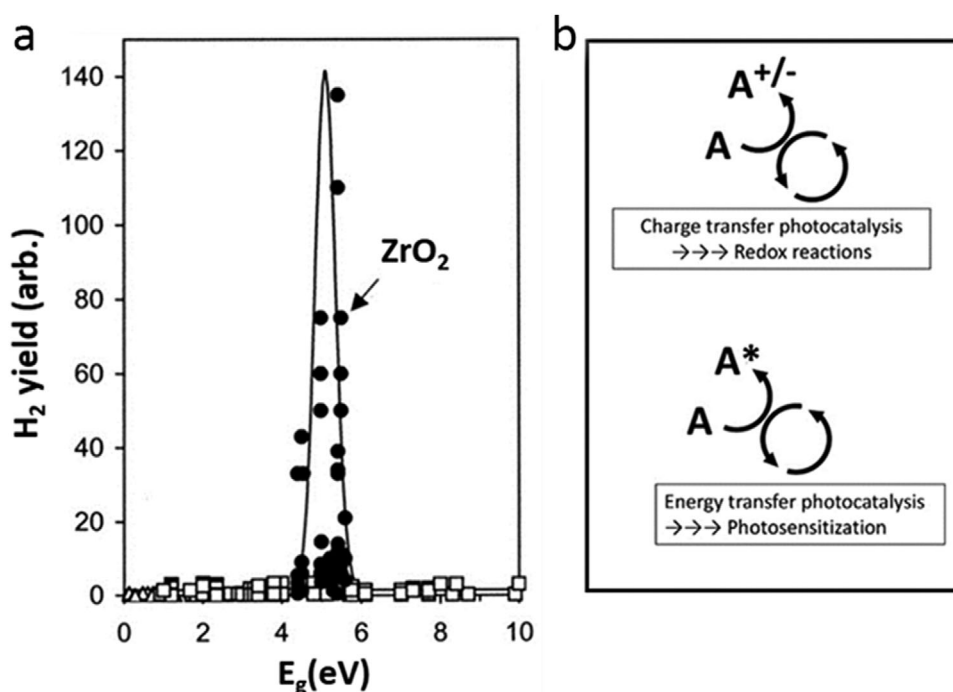 a
140
120
100
80
60
40
20
0
H₂ yield (arb.)
ZrO₂
0 2 4 6 8 10
E_g(eV)
b
A^+/-
A
Charge transfer photocatalysis
→→→ Redox reactions
A*
A
Energy transfer photocatalysis
→→→ Photosensitization